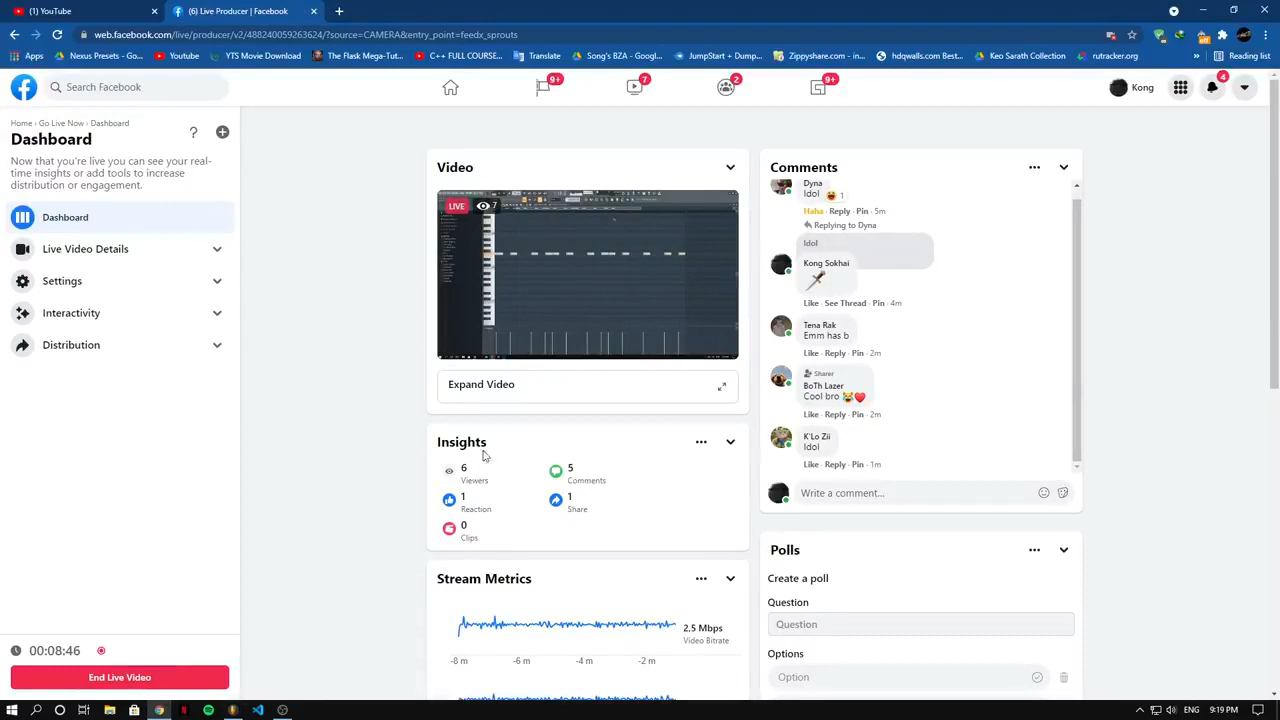 (1) YouTube
(1) Live Producer | Facebook
web.facebook.com/live/producer/v2/488240059263624/?source=CAMERA&entry_point=feedx_sprouts
Apps
Nexus Presets - Go...
Youtube
YTS Movie Download
The Flask Mega-Tut...
C++ FULL COURSE...
Translate
Song's BZA - Googl...
JumpStart + Dump...
Zippyshare.com - in...
hdqwalls.com - Exp...
Keo Sarath Collection
rutracker.org
»
Reading list
Search Facebook
9+
7
2
9+
Kong
4
Home › Go Live Now › Dashboard
Dashboard
Now that you're live you can see your real-
time insights or add tools to increase
distribution or engagement.
Dashboard
Live Video Details
Settings
Interactivity
Distribution
00:08:46
End Live Video
Video
LIVE
7
Expand Video
Insights
6
Viewers
5
Comments
1
Reaction
1
Share
0
Clips
Stream Metrics
2.5 Mbps
Video Bitrate
-8 m
-6 m
-4 m
-2 m
Comments
Dyna
Idol
1
Haha · Reply · Pin · 5m
Replying to Dyna
Idol
Kong Sokhai
Like · See Thread · Pin · 4m
Tena Rak
Emm has b
Like · Reply · Pin · 2m
Sharer
BoTh Lazer
Cool bro
Like · Reply · Pin · 2m
K'Lo Zii
Idol
Like · Reply · Pin · 1m
Write a comment...
Polls
Create a poll
Question
Question
Options
Option
ENG
9:19 PM